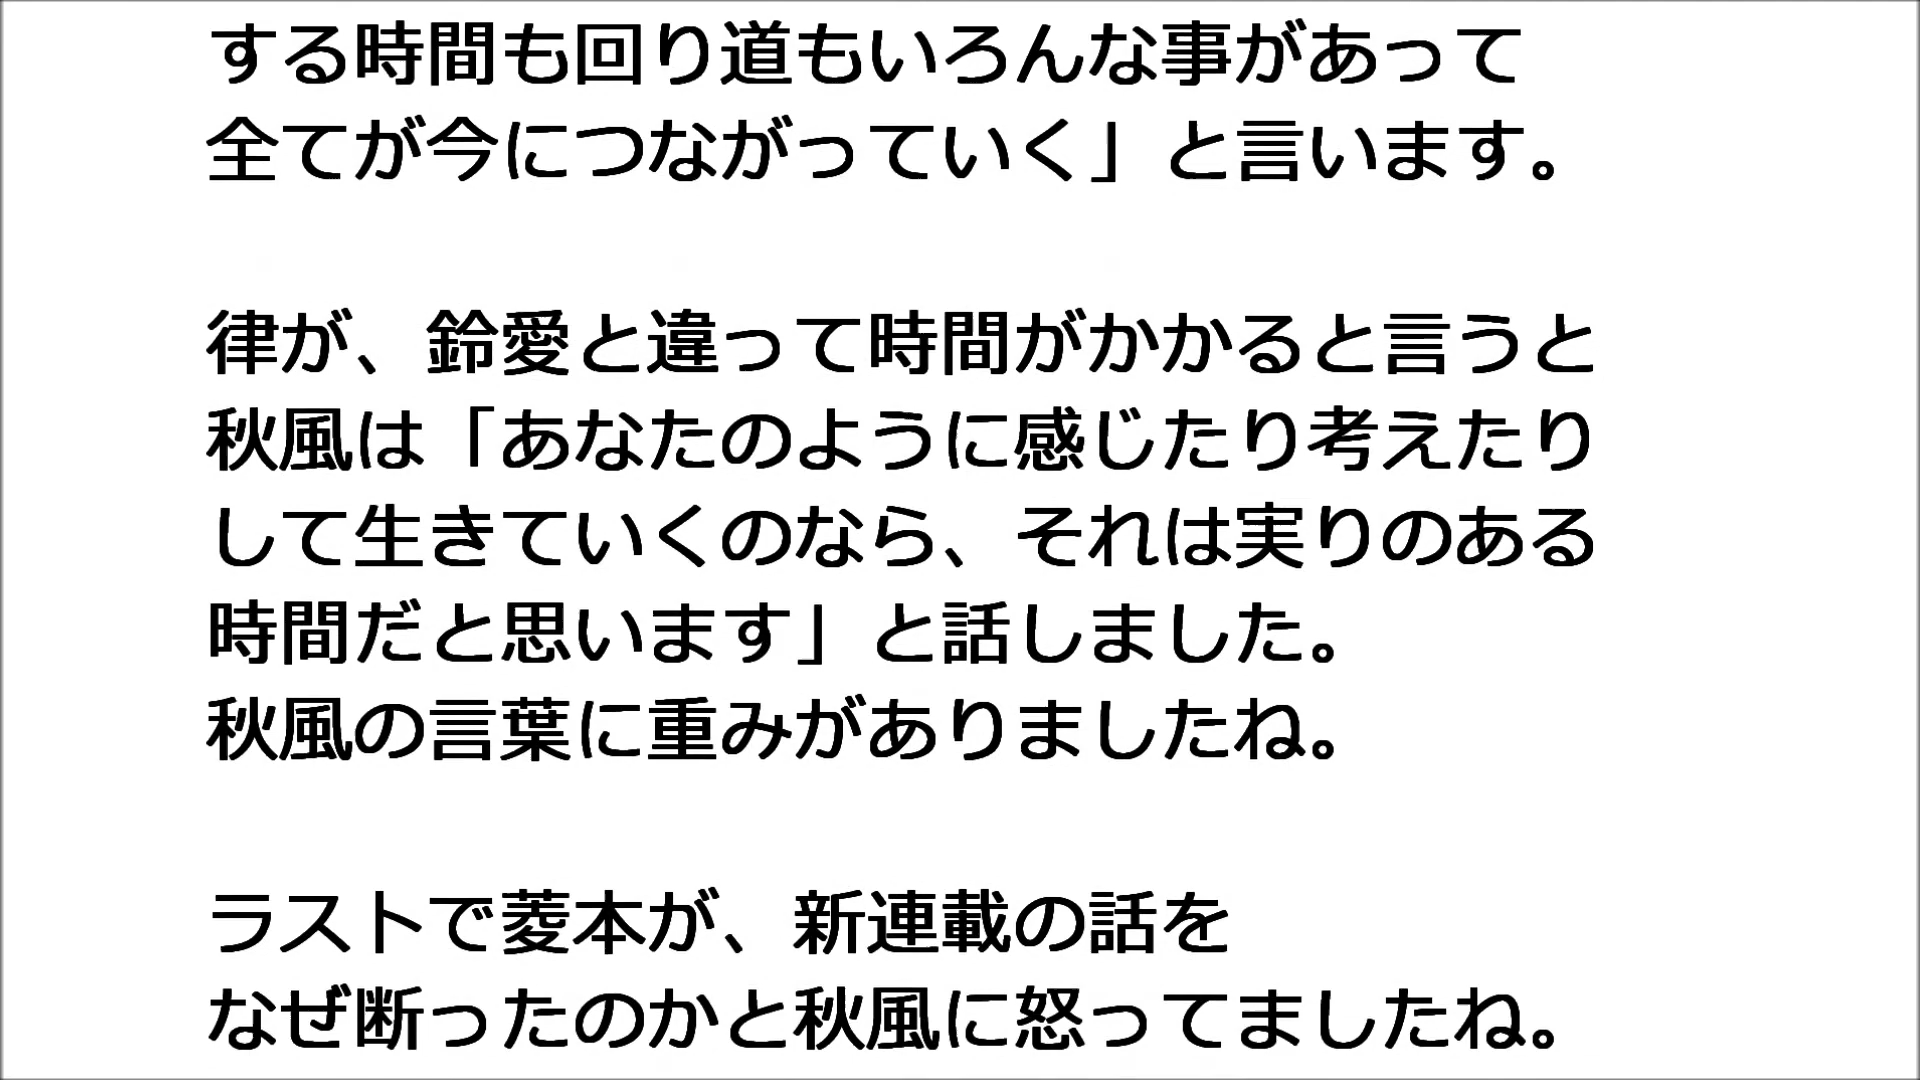 する時間も回り道もいろんな事があって
全てが今につながっていく」と言います。
律が、鈴愛と違って時間がかかると言うと
秋風は「あなたのように感じたり考えたり
して生きていくのなら、それは実りのある
時間だと思います」と話しました。
秋風の言葉に重みがありましたね。
ラストで菱本が、新連載の話を
なぜ断ったのかと秋風に怒ってましたね。